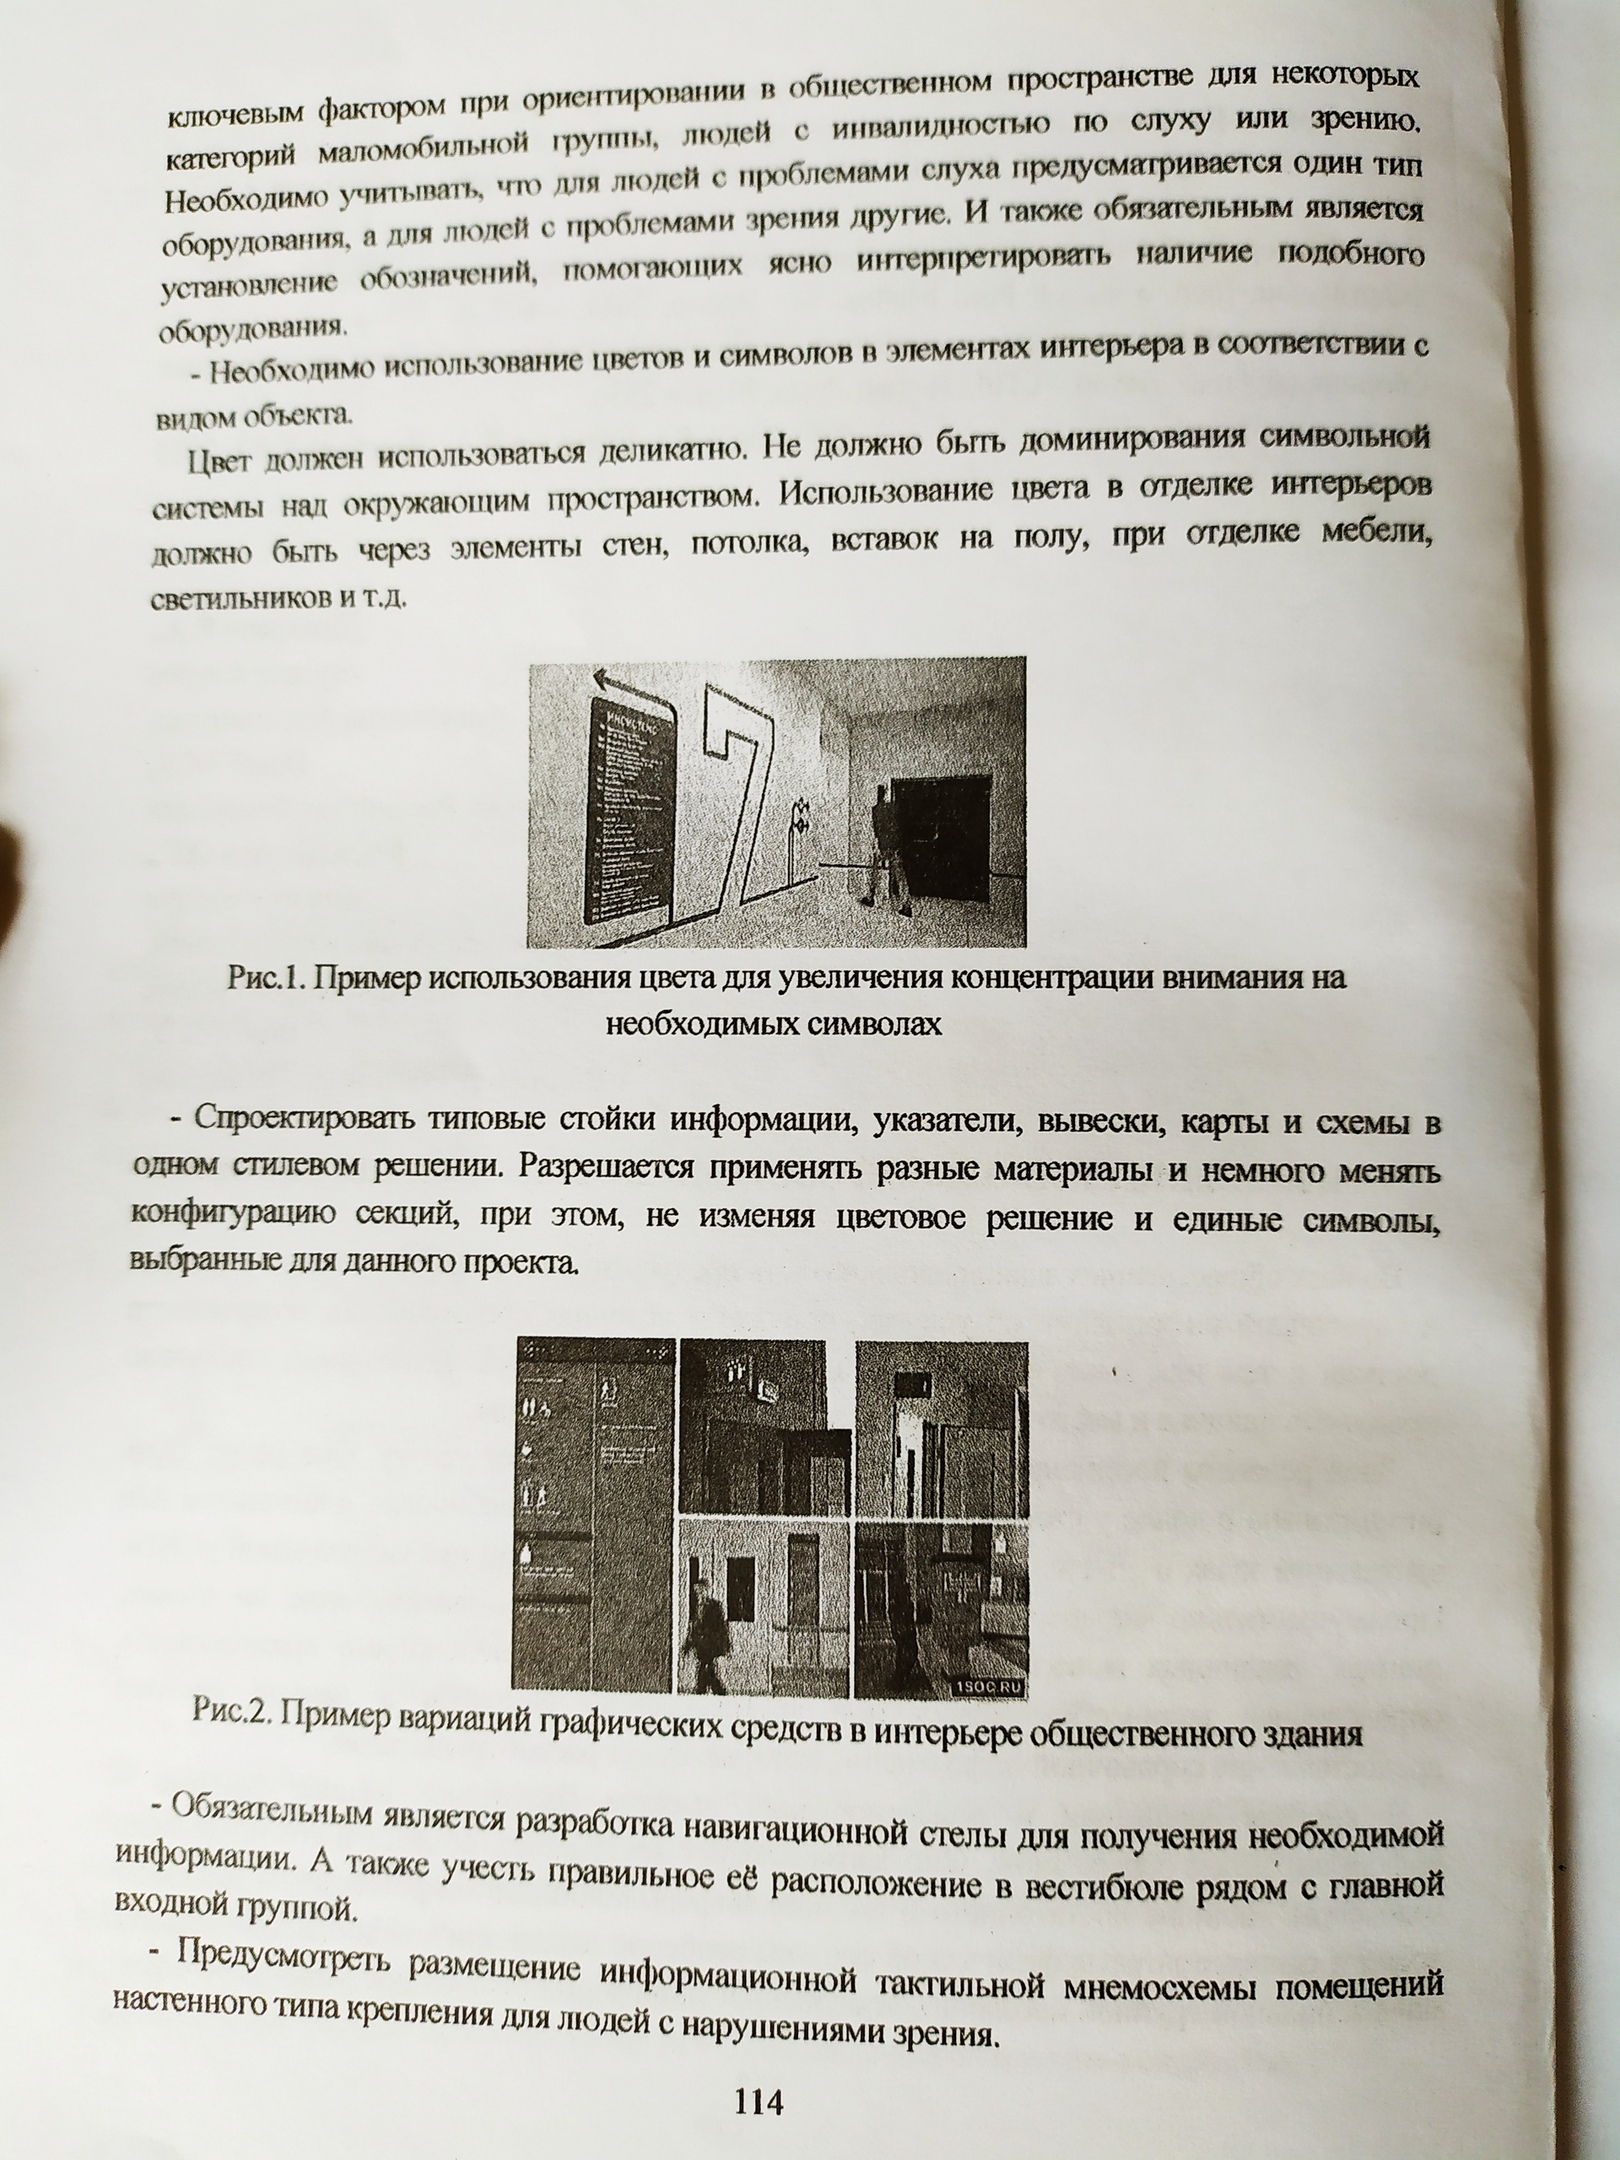 ключевым фактором при ориентировании в общественном пространстве для некоторых
категорий маломобильной группы, людей с инвалидностью по слуху или зрению.
Необходимо учитывать, что для людей с проблемами слуха предусматривается один тип
оборудования, а для людей с проблемами зрения другие. И также обязательным является
установление обозначений, помогающих ясно интерпретировать наличие подобного
оборудования.
- Необходимо использование цветов и символов в элементах интерьера в соответствии с
видом объекта.
Цвет должен использоваться деликатно. Не должно быть доминирования символьной
системы над окружающим пространством. Использование цвета в отделке интерьеров
должно быть через элементы стен, потолка, вставок на полу, при отделке мебели,
светильников и т.д.
7
Рис.1. Пример использования цвета для увеличения концентрации внимания на
необходимых символах
- Спроектировать типовые стойки информации, указатели, вывески, карты и схемы в
одном стилевом решении. Разрешается применять разные материалы и немного менять
конфигурацию секций, при этом, не изменяя цветовое решение и единые символы,
выбранные для данного проекта.
1SOG.RU
Рис.2. Пример вариаций графических средств в интерьере общественного здания
- Обязательным является разработка навигационной стелы для получения необходимой
информации. А также учесть правильное её расположение в вестибюле рядом с главной
входной группой.
- Предусмотреть размещение информационной тактильной мнемосхемы помещений
настенного типа крепления для людей с нарушениями зрения.
114